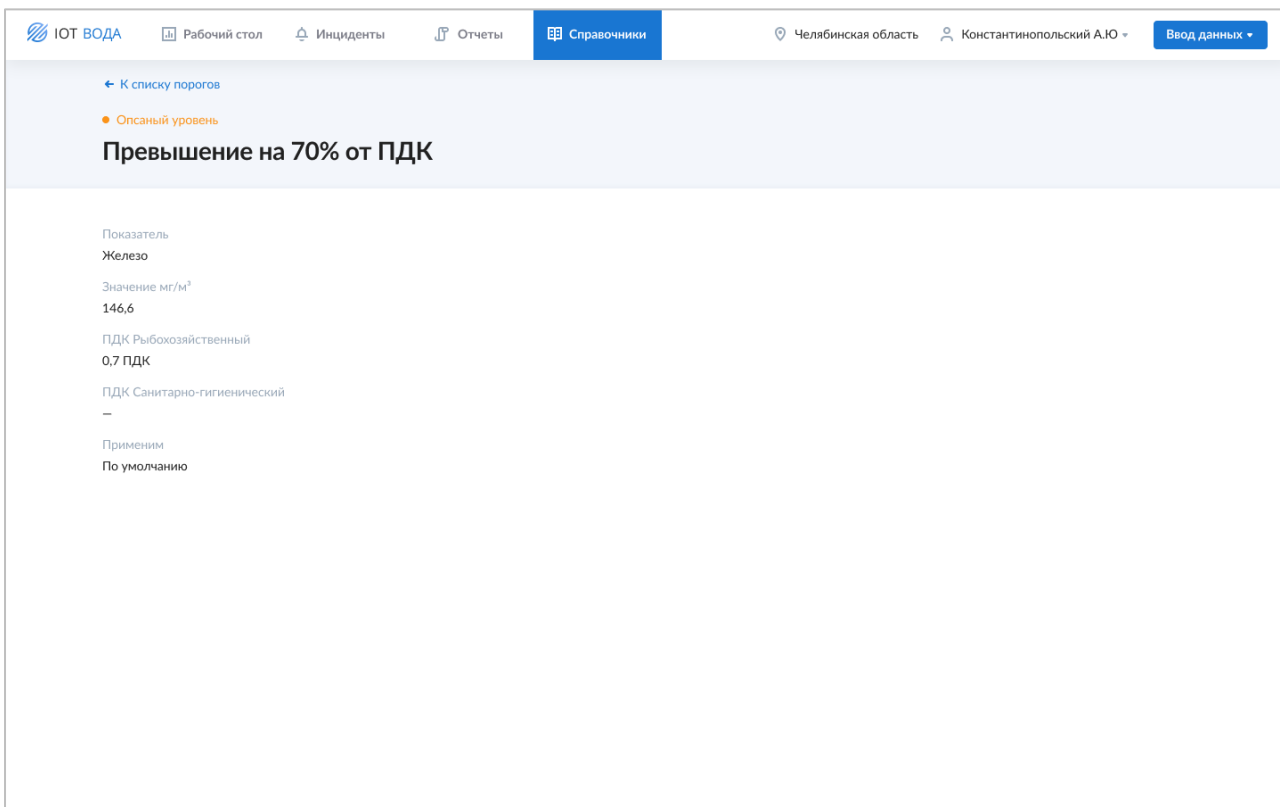 IOT ВОДА Рабочий стол Инциденты Отчеты Справочники Челябинская область Константинопольский А.Ю Ввод данных
← К списку порогов
Опсаный уровень
Превышение на 70% от ПДК
Показатель
Железо
Значение мг/м³
146,6
ПДК Рыбохозяйственный
0,7 ПДК
ПДК Санитарно-гигиенический
—
Применим
По умолчанию